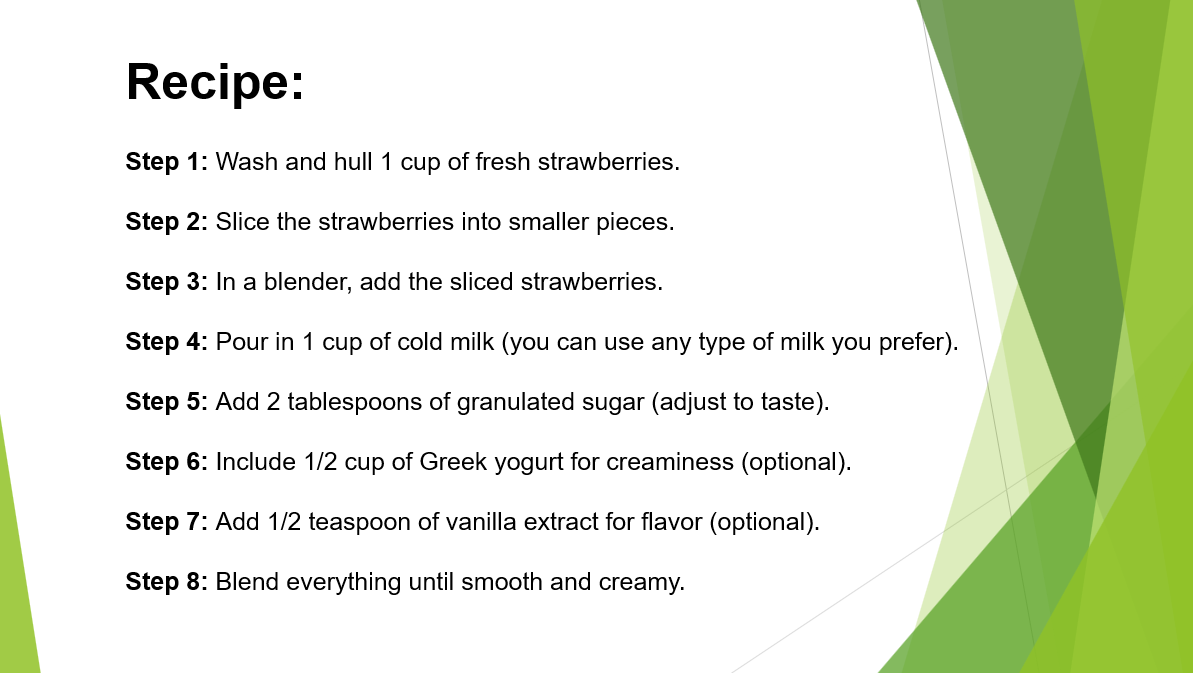 Recipe:
Step 1: Wash and hull 1 cup of fresh strawberries.
Step 2: Slice the strawberries into smaller pieces.
Step 3: In a blender, add the sliced strawberries.
Step 4: Pour in 1 cup of cold milk (you can use any type of milk you prefer).
Step 5: Add 2 tablespoons of granulated sugar (adjust to taste).
Step 6: Include 1/2 cup of Greek yogurt for creaminess (optional).
Step 7: Add 1/2 teaspoon of vanilla extract for flavor (optional).
Step 8: Blend everything until smooth and creamy.